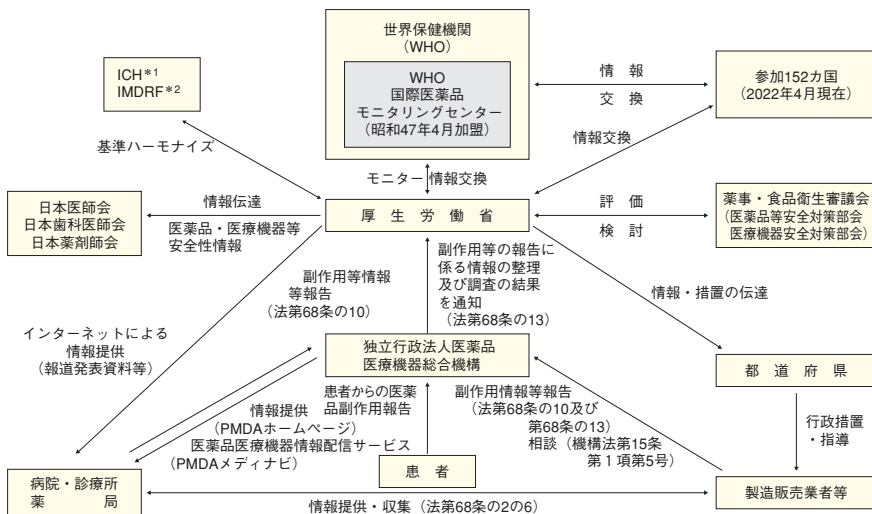 世界保健機関
（WHO）
WHO
国際医薬品
モニタリングセンター
（昭和47年4月加盟）
ICH＊1
IMDRF＊2
情　報
交　換
参加152カ国
（2022年4月現在）
基準ハーモナイズ
モニター 情報交換
情報交換
日本医師会
日本歯科医師会
日本薬剤師会
情報伝達
医薬品・医療機器等
安全性情報
厚　生　労　働　省
評　価
検　討
薬事・食品衛生審議会
（医薬品等安全対策部会
医療機器安全対策部会）
副作用等情報
等報告
（法第68条の10）
副作用等の報告に
係る情報の整理
及び調査の結果
を通知
（法第68条の13）
情報・措置の伝達
インターネットによる
情報提供
（報道発表資料等）
独立行政法人医薬品
医療機器総合機構
都　道　府　県
患者からの医薬
品副作用報告
副作用情報等報告
（法第68条の10及び
第68条の13）
相談（機構法第15条
第１項第5号）
情報提供
（PMDAホームページ）
医薬品医療機器情報配信サービス
（PMDAメディナビ）
行政措置
・指導
患　者
病院・診療所
薬　　　局
製造販売業者等
情報提供・収集（法第68条の2の6）